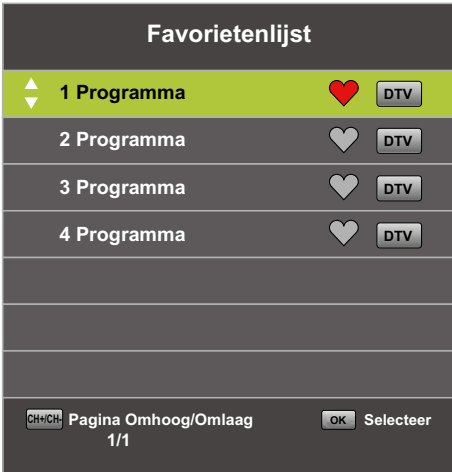 Favorietenlijst
1 Programma DTV
2 Programma DTV
3 Programma DTV
4 Programma DTV
CH+/CH- Pagina Omhoog/Omlaag OK Selecteer
1/1